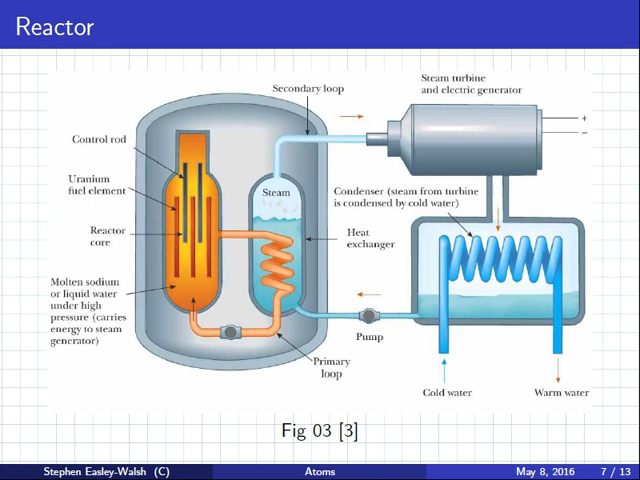 Reactor
Steam turbine
and electric generator
Secondary loop
+
−
Control rod
Uranium
fuel element
Steam
Condenser (steam from turbine
is condensed by cold water)
Reactor
core
Heat
exchanger
Molten sodium
or liquid water
under high
pressure (carries
energy to steam
generator)
Pump
Primary
loop
Cold water
Warm water
Fig 03 [3]
Stephen Easley-Walsh (C)
Atoms
May 8, 2016
7 / 13